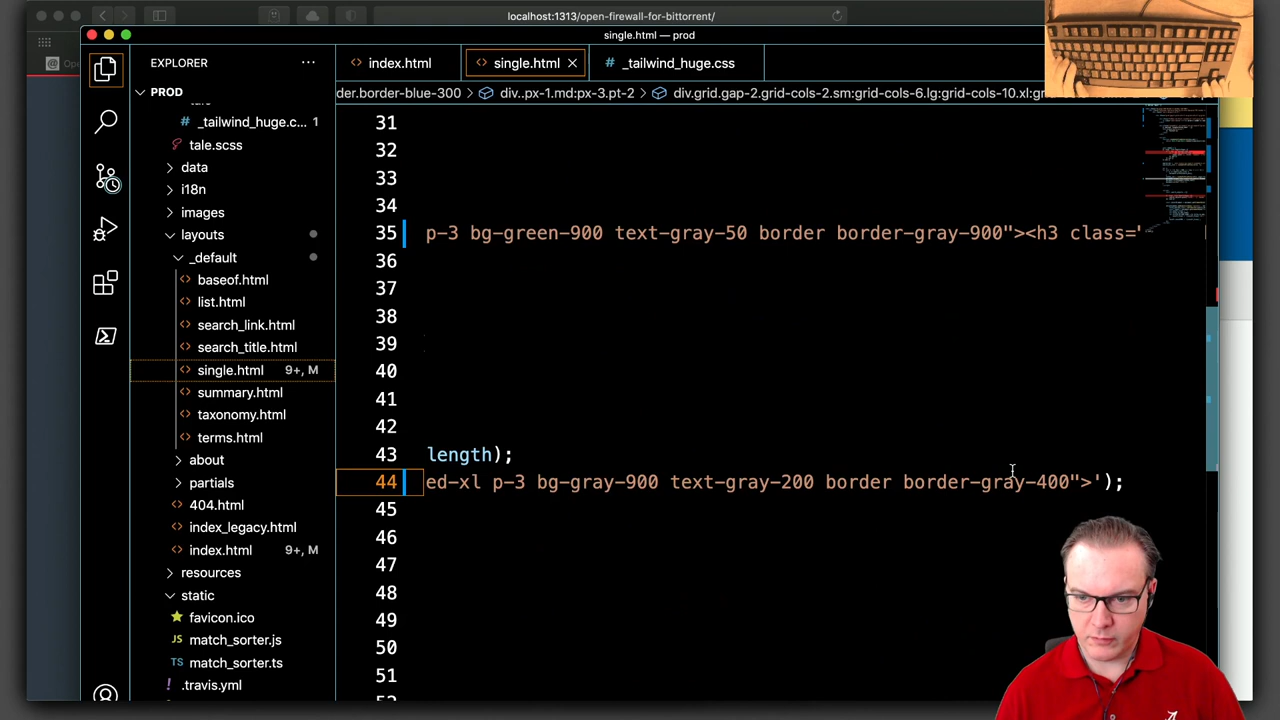 localhost:1313/open-firewall-for-bittorrent/
single.html — prod
EXPLORER
index.html
single.html
# _tailwind_huge.css
PROD
der.border-blue-300 > div..px-1.md:px-3.pt-2 > div.grid.gap-2.grid-cols-2.sm:grid-cols-6.lg:grid-cols-10.xl:gr
# _tailwind_huge.c... 1
tale.scss
data
i18n
images
layouts
_default
baseof.html
list.html
search_link.html
search_title.html
single.html 9+, M
summary.html
taxonomy.html
terms.html
about
partials
404.html
index_legacy.html
index.html 9+, M
resources
static
favicon.ico
JS match_sorter.js
TS match_sorter.ts
! .travis.yml
31
32
33
34
35 p-3 bg-green-900 text-gray-30 border border-gray-900"><h3 class='
36
37
38
39
40
41
42
43 length);
44 ed-xl p-3 bg-gray-900 text-gray-200 border border-gray-400">');
45
46
47
48
49
50
51